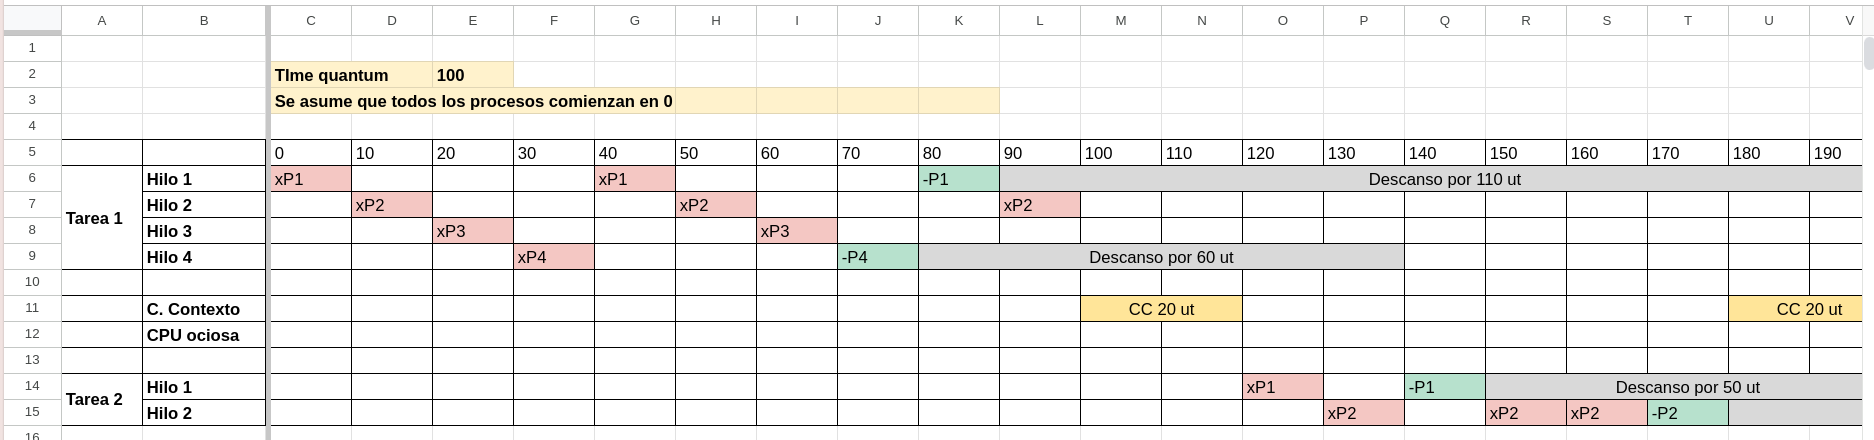 A B C D E F G H I J K L M N O P Q R S T U V
1
2 TIme quantum 100
3 Se asume que todos los procesos comienzan en 0
4
5 0 10 20 30 40 50 60 70 80 90 100 110 120 130 140 150 160 170 180 190
6 Hilo 1 xP1 xP1 -P1 Descanso por 110 ut
7 Hilo 2 xP2 xP2 xP2
Tarea 1
8 Hilo 3 xP3 xP3
9 Hilo 4 xP4 -P4 Descanso por 60 ut
10
11 C. Contexto CC 20 ut CC 20 ut
12 CPU ociosa
13
14 Hilo 1 xP1 -P1 Descanso por 50 ut
Tarea 2
15 Hilo 2 xP2 xP2 xP2 -P2
16